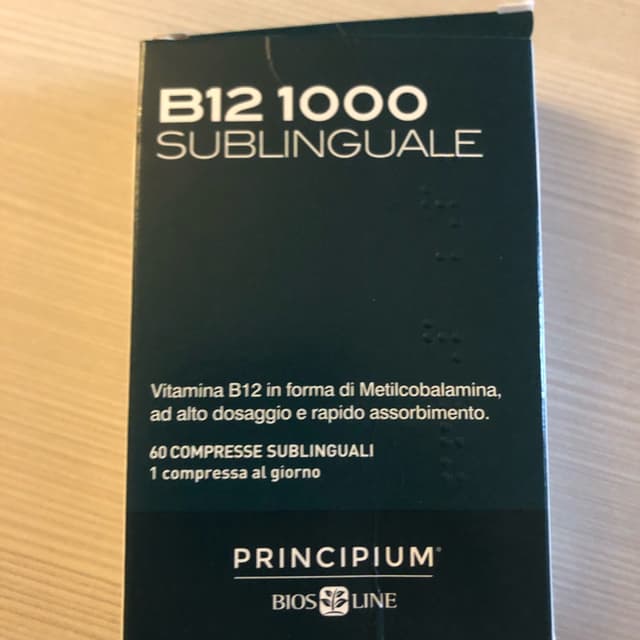 B12 1000
SUBLINGUALE
Vitamina B12 in forma di Metilcobalamina,
ad alto dosaggio e rapido assorbimento.
60 COMPRESSE SUBLINGUALI
1 compressa al giorno
PRINCIPIUM®
BIOS LINE